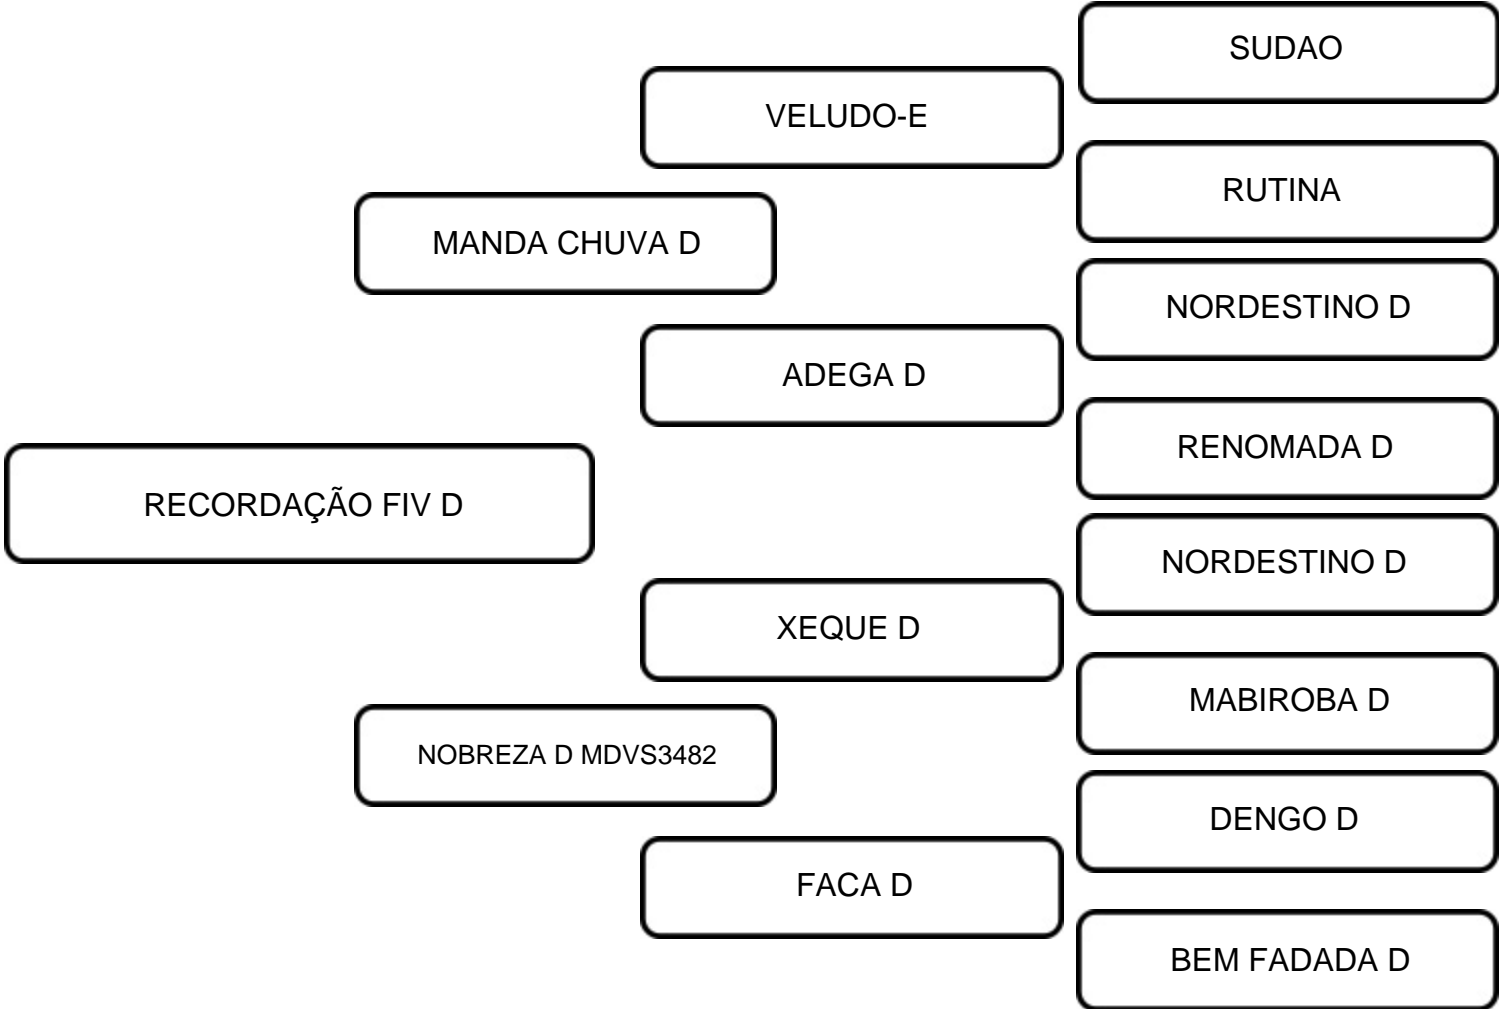 SUDAO
VELUDO-E
RUTINA
MANDA CHUVA D
NORDESTINO D
ADEGA D
RENOMADA D
RECORDAÇÃO FIV D
NORDESTINO D
XEQUE D
MABIROBA D
NOBREZA D MDVS3482
DENGO D
FACA D
BEM FADADA D